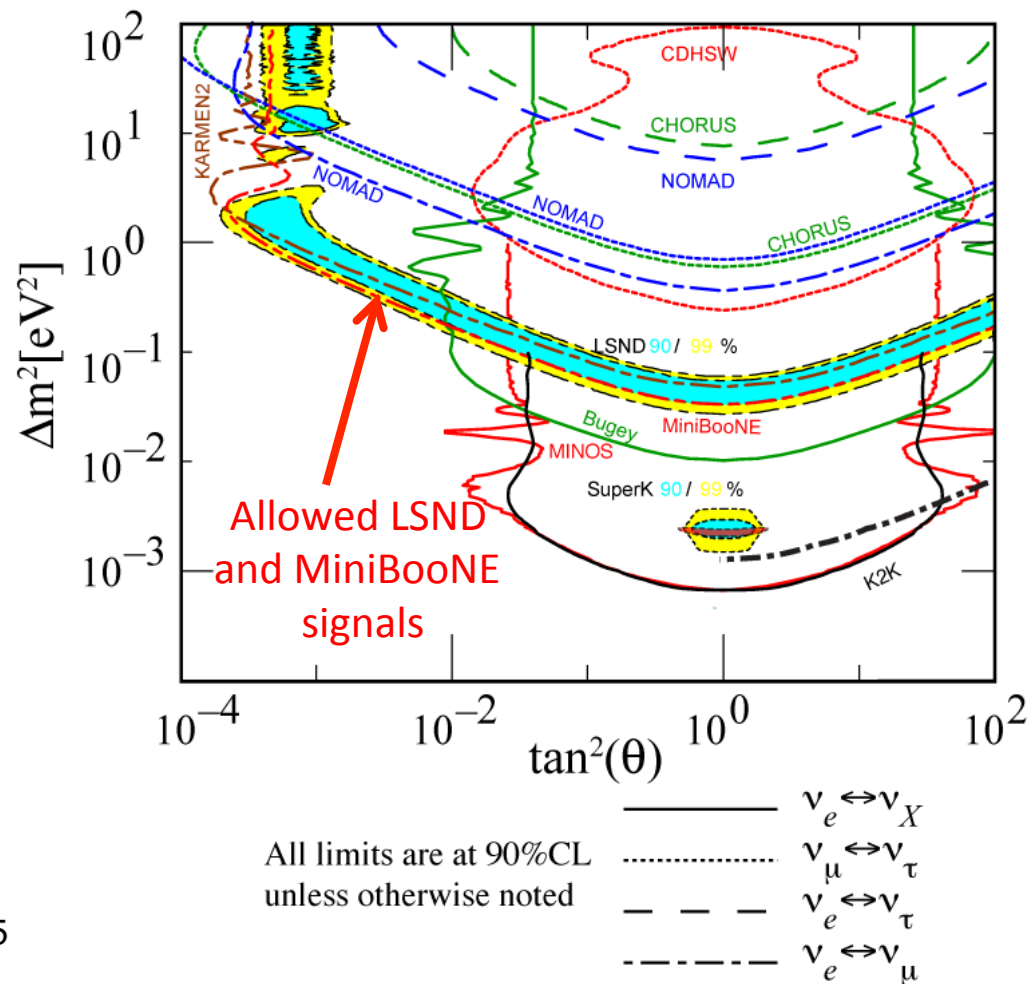 10^2
10^1
10^0
10^-1
10^-2
10^-3
Δm^2[eV^2]
KARMEN2
CDHSW
CHORUS
NOMAD
NOMAD
NOMAD
CHORUS
LSND 90 / 99 %
Bugey
MiniBooNE
MINOS
SuperK 90 / 99 %
K2K
Allowed LSND
and MiniBooNE
signals
10^-4
10^-2
10^0
10^2
tan^2(θ)
All limits are at 90%CL
unless otherwise noted
ν_e ↔ ν_X
ν_μ ↔ ν_τ
ν_e ↔ ν_τ
ν_e ↔ ν_μ